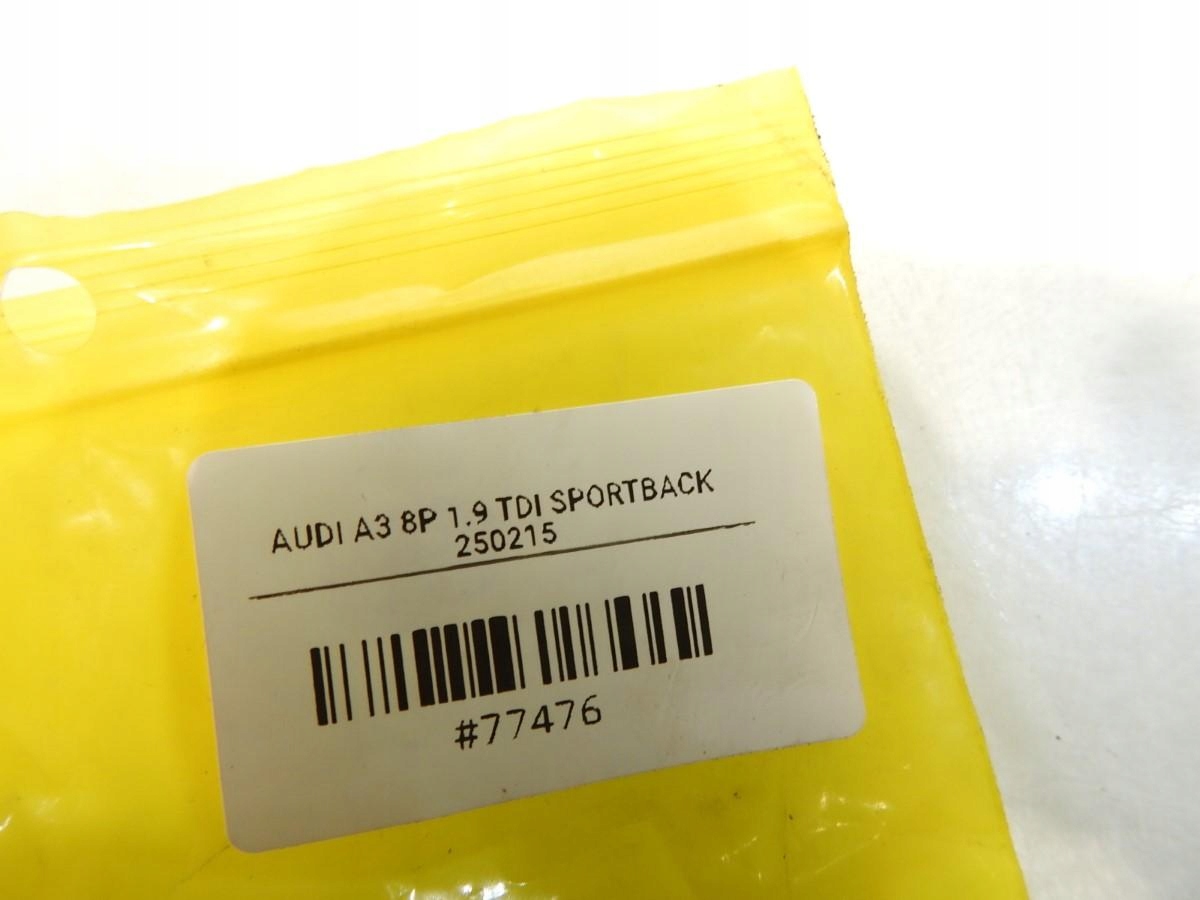 AUDI A3 8P 1.9 TDI SPORTBACK
250215
#77476